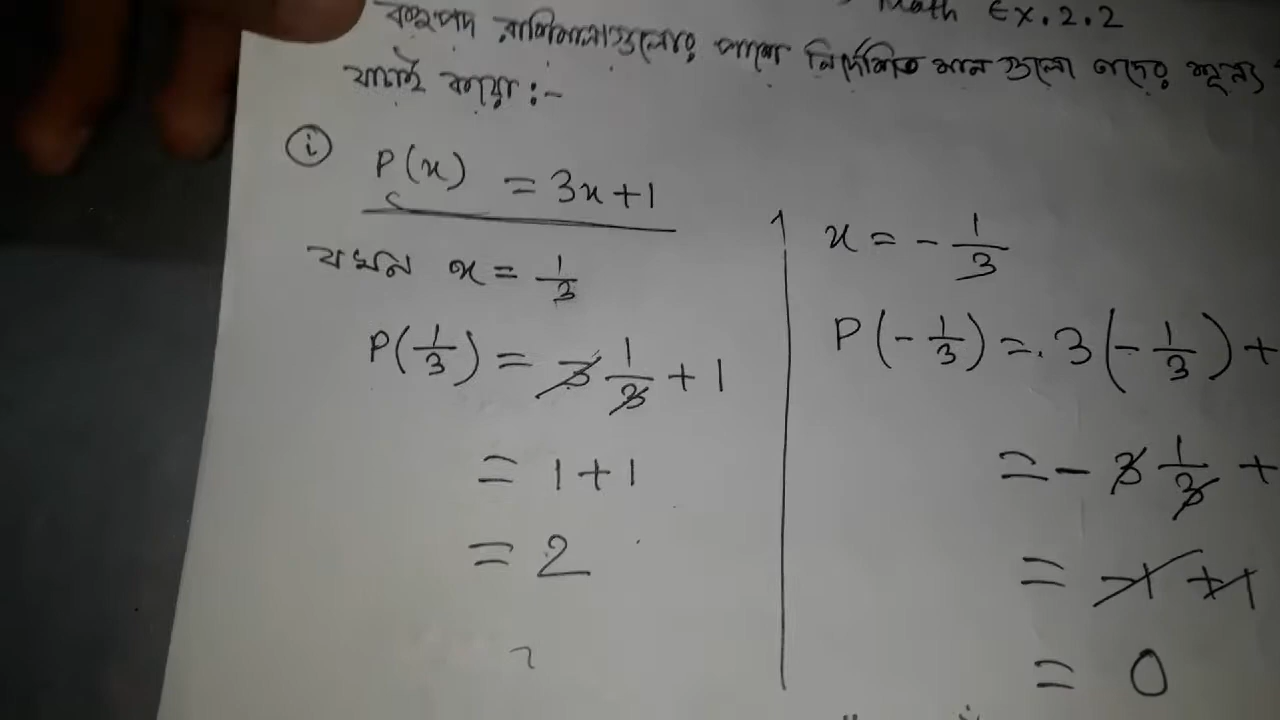 Math Ex.2.2
বহুপদ রাশিমালাগুলোর পাশে নির্দেশিত মান গুলো তাদের শূন্য
যাচাই করো :-
(i) P(x) = 3x+1
যখন x = 1/3
P(1/3) = 3 1/3 + 1
= 1+1
= 2
x = - 1/3
P(- 1/3) = 3(- 1/3) +
= - 3 1/3 +
= -1 +1
= 0